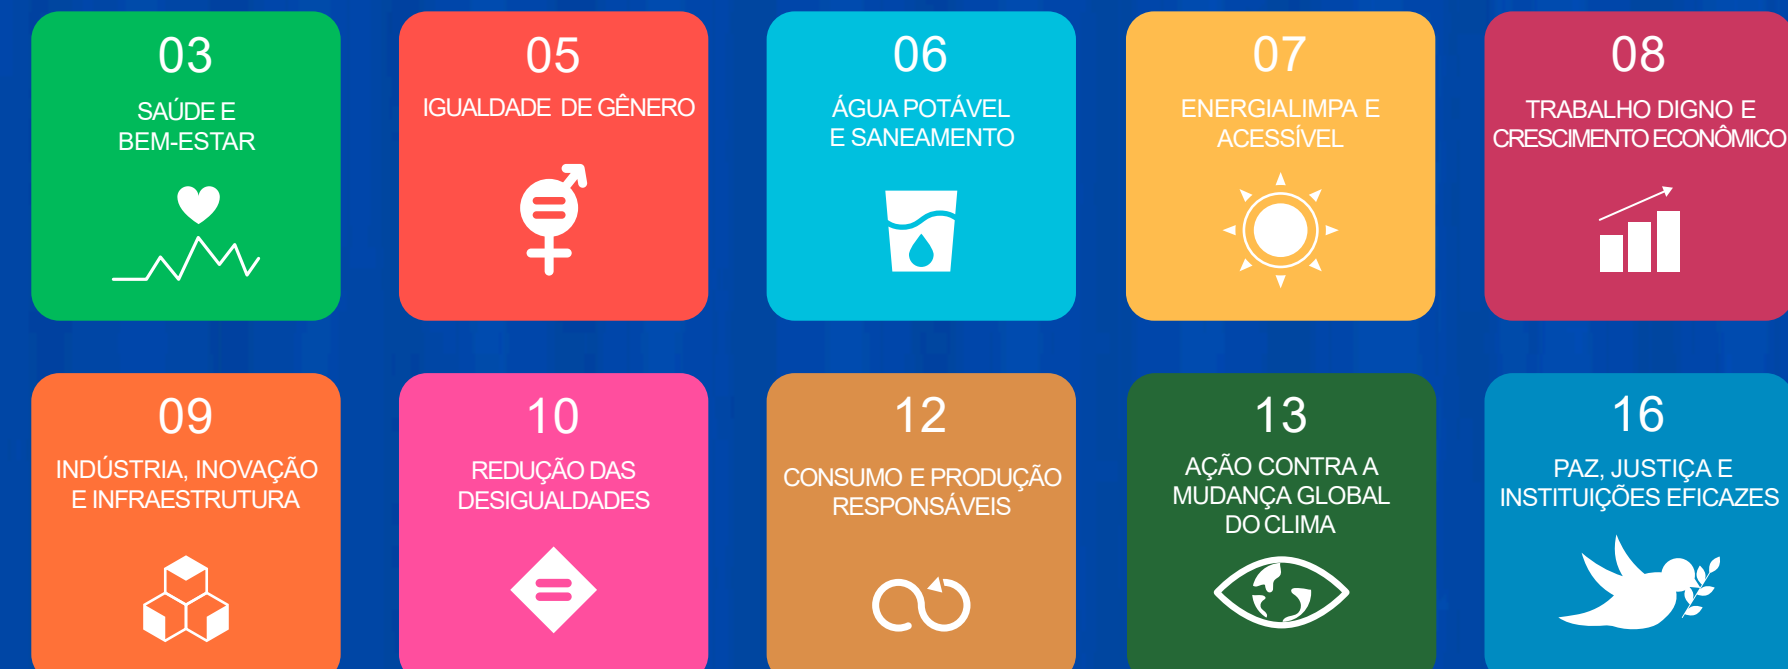 03
SAÚDE E
BEM-ESTAR
05
IGUALDADE DE GÊNERO
06
ÁGUA POTÁVEL
E SANEAMENTO
07
ENERGIALIMPA E
ACESSÍVEL
08
TRABALHO DIGNO E
CRESCIMENTO ECONÔMICO
09
INDÚSTRIA, INOVAÇÃO
E INFRAESTRUTURA
10
REDUÇÃO DAS
DESIGUALDADES
12
CONSUMO E PRODUÇÃO
RESPONSÁVEIS
13
AÇÃO CONTRA A
MUDANÇA GLOBAL
DO CLIMA
16
PAZ, JUSTIÇA E
INSTITUIÇÕES EFICAZES